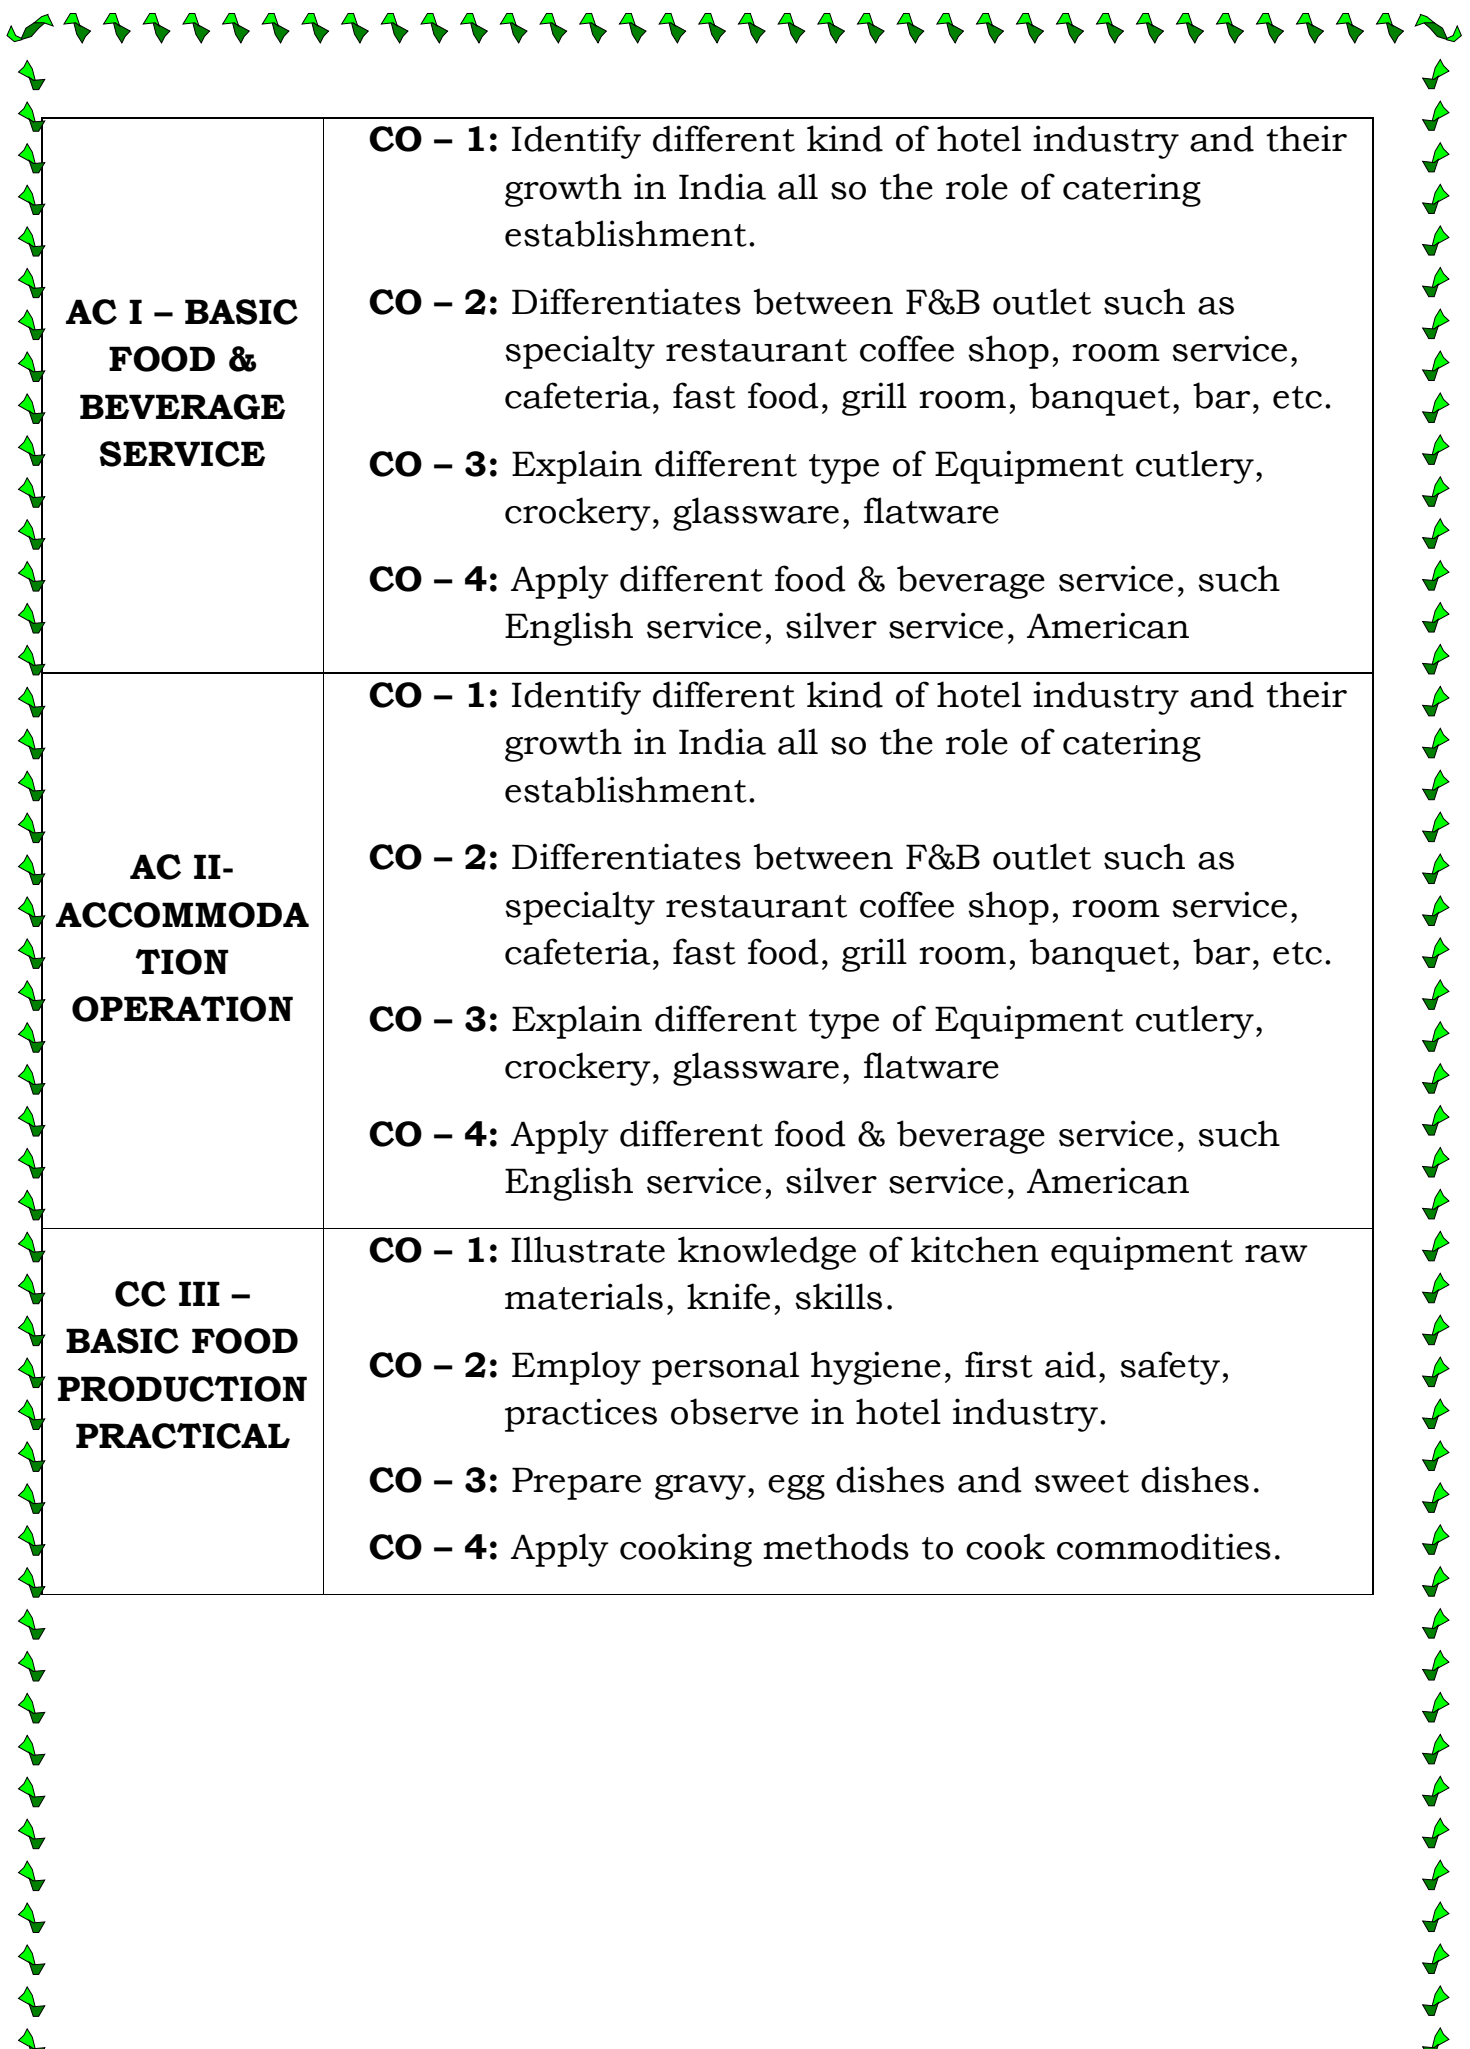 AC I – BASIC
FOOD &
BEVERAGE
SERVICE
CO – 1: Identify different kind of hotel industry and their
growth in India all so the role of catering
establishment.
CO – 2: Differentiates between F&B outlet such as
specialty restaurant coffee shop, room service,
cafeteria, fast food, grill room, banquet, bar, etc.
CO – 3: Explain different type of Equipment cutlery,
crockery, glassware, flatware
CO – 4: Apply different food & beverage service, such
English service, silver service, American
AC II-
ACCOMMODA
TION
OPERATION
CO – 1: Identify different kind of hotel industry and their
growth in India all so the role of catering
establishment.
CO – 2: Differentiates between F&B outlet such as
specialty restaurant coffee shop, room service,
cafeteria, fast food, grill room, banquet, bar, etc.
CO – 3: Explain different type of Equipment cutlery,
crockery, glassware, flatware
CO – 4: Apply different food & beverage service, such
English service, silver service, American
CC III –
BASIC FOOD
PRODUCTION
PRACTICAL
CO – 1: Illustrate knowledge of kitchen equipment raw
materials, knife, skills.
CO – 2: Employ personal hygiene, first aid, safety,
practices observe in hotel industry.
CO – 3: Prepare gravy, egg dishes and sweet dishes.
CO – 4: Apply cooking methods to cook commodities.